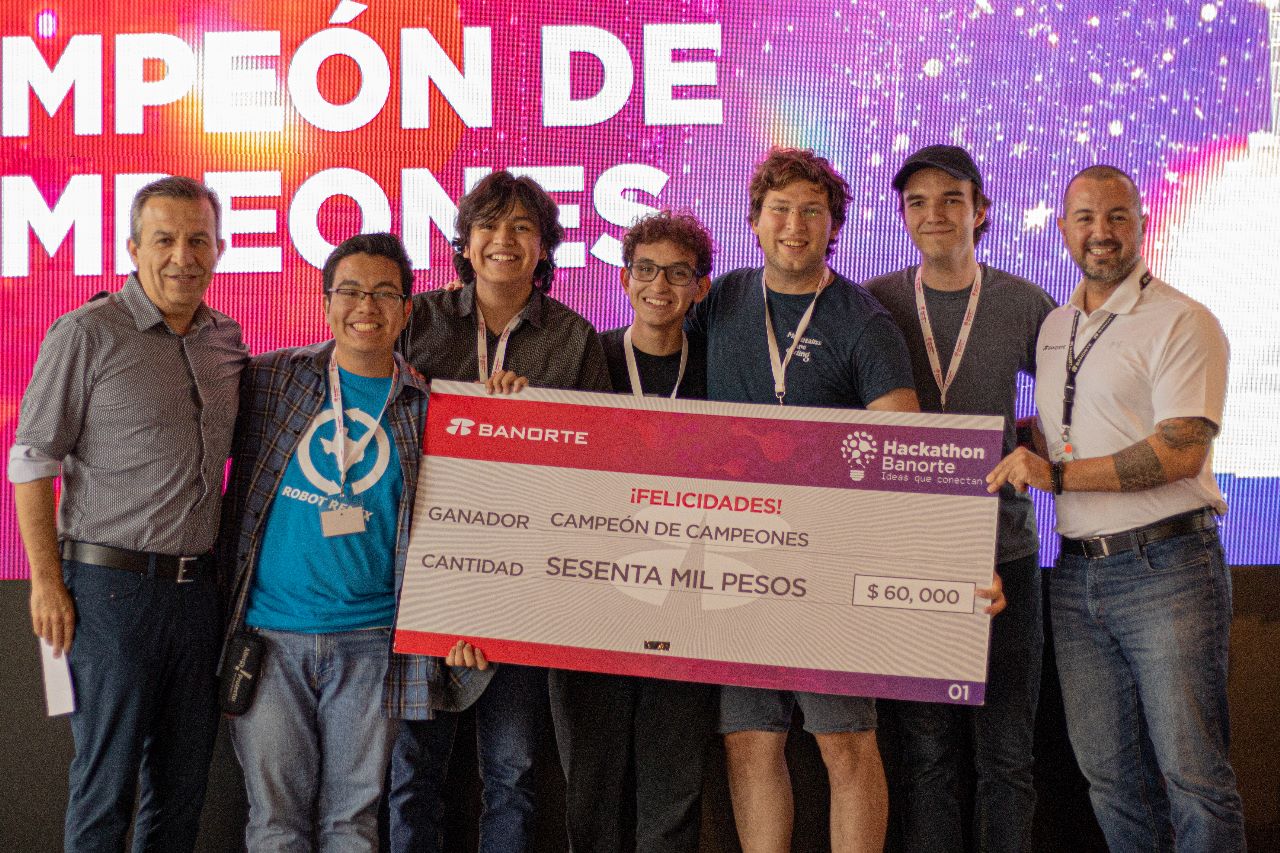 MPEÓN DE
MPEONES
BANORTE
Hackathon
Banorte
Ideas que conectan
¡FELICIDADES!
GANADOR CAMPEÓN DE CAMPEONES
CANTIDAD SESENTA MIL PESOS
$ 60,000
01
ROBOT